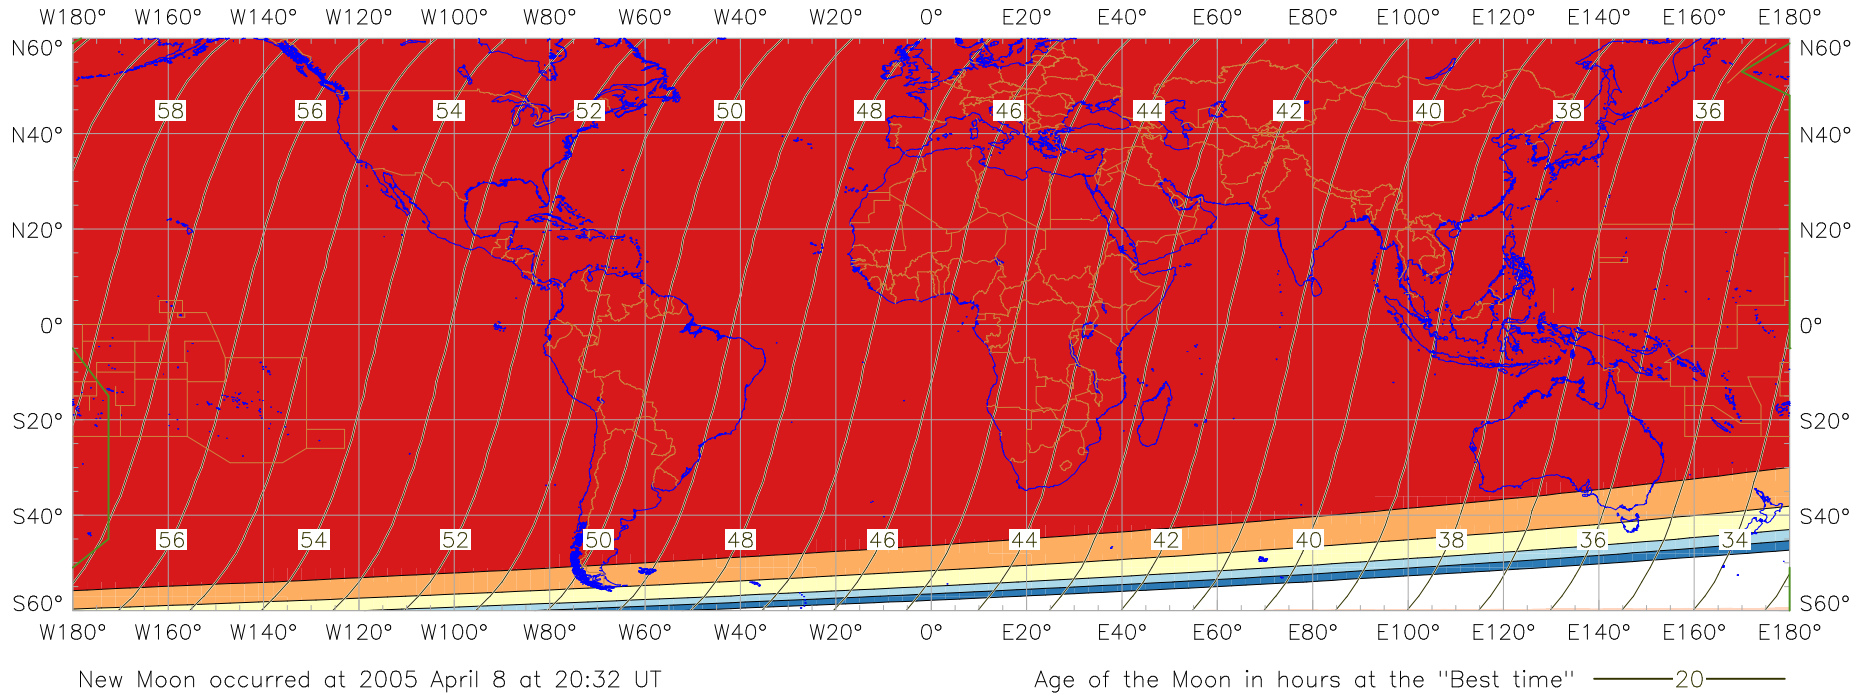 W180° W160° W140° W120° W100° W80° W60° W40° W20° 0° E20° E40° E60° E80° E100° E120° E140° E160° E180°
N60° N60°
58 56 54 52 50 48 46 44 42 40 38 36
N40° N40°
N20° N20°
0° 0°
S20° S20°
S40° S40°
56 54 52 50 48 46 44 42 40 38 36 34
S60° S60°
W180° W160° W140° W120° W100° W80° W60° W40° W20° 0° E20° E40° E60° E80° E100° E120° E140° E160° E180°
New Moon occurred at 2005 April 8 at 20:32 UT Age of the Moon in hours at the "Best time" 20